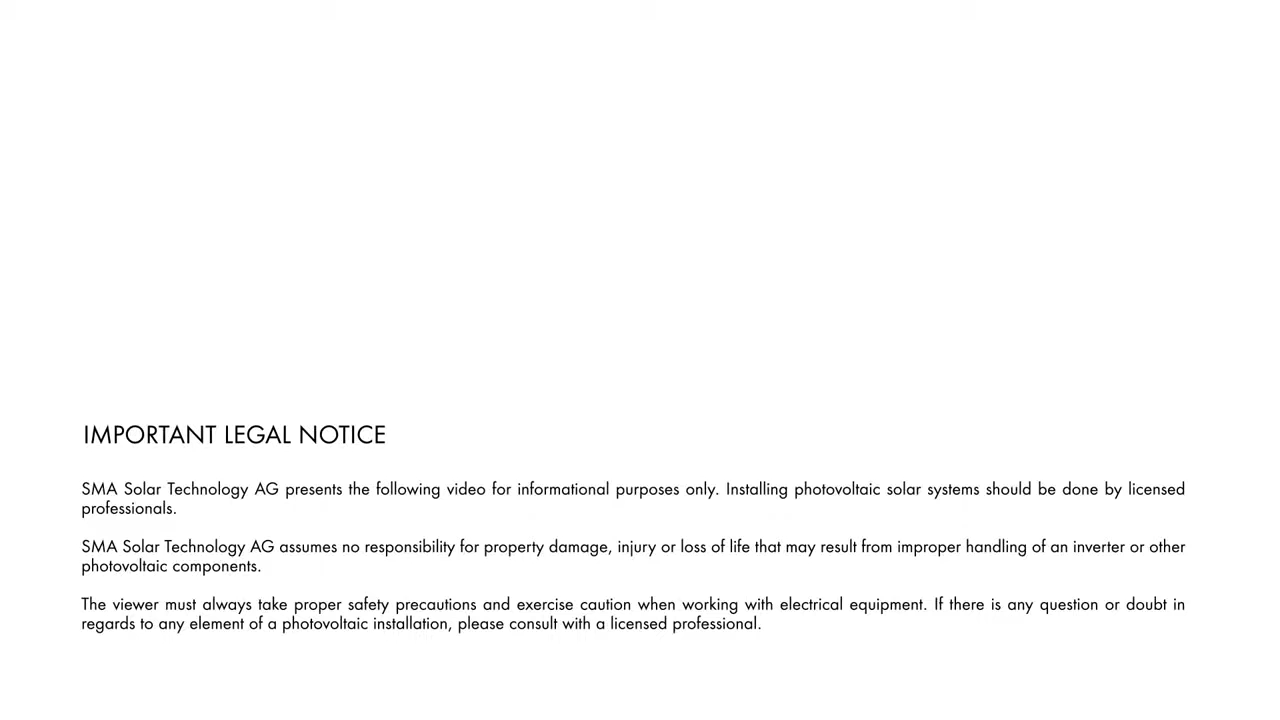 IMPORTANT LEGAL NOTICE
SMA Solar Technology AG presents the following video for informational purposes only. Installing photovoltaic solar systems should be done by licensed
professionals.
SMA Solar Technology AG assumes no responsibility for property damage, injury or loss of life that may result from improper handling of an inverter or other
photovoltaic components.
The viewer must always take proper safety precautions and exercise caution when working with electrical equipment. If there is any question or doubt in
regards to any element of a photovoltaic installation, please consult with a licensed professional.